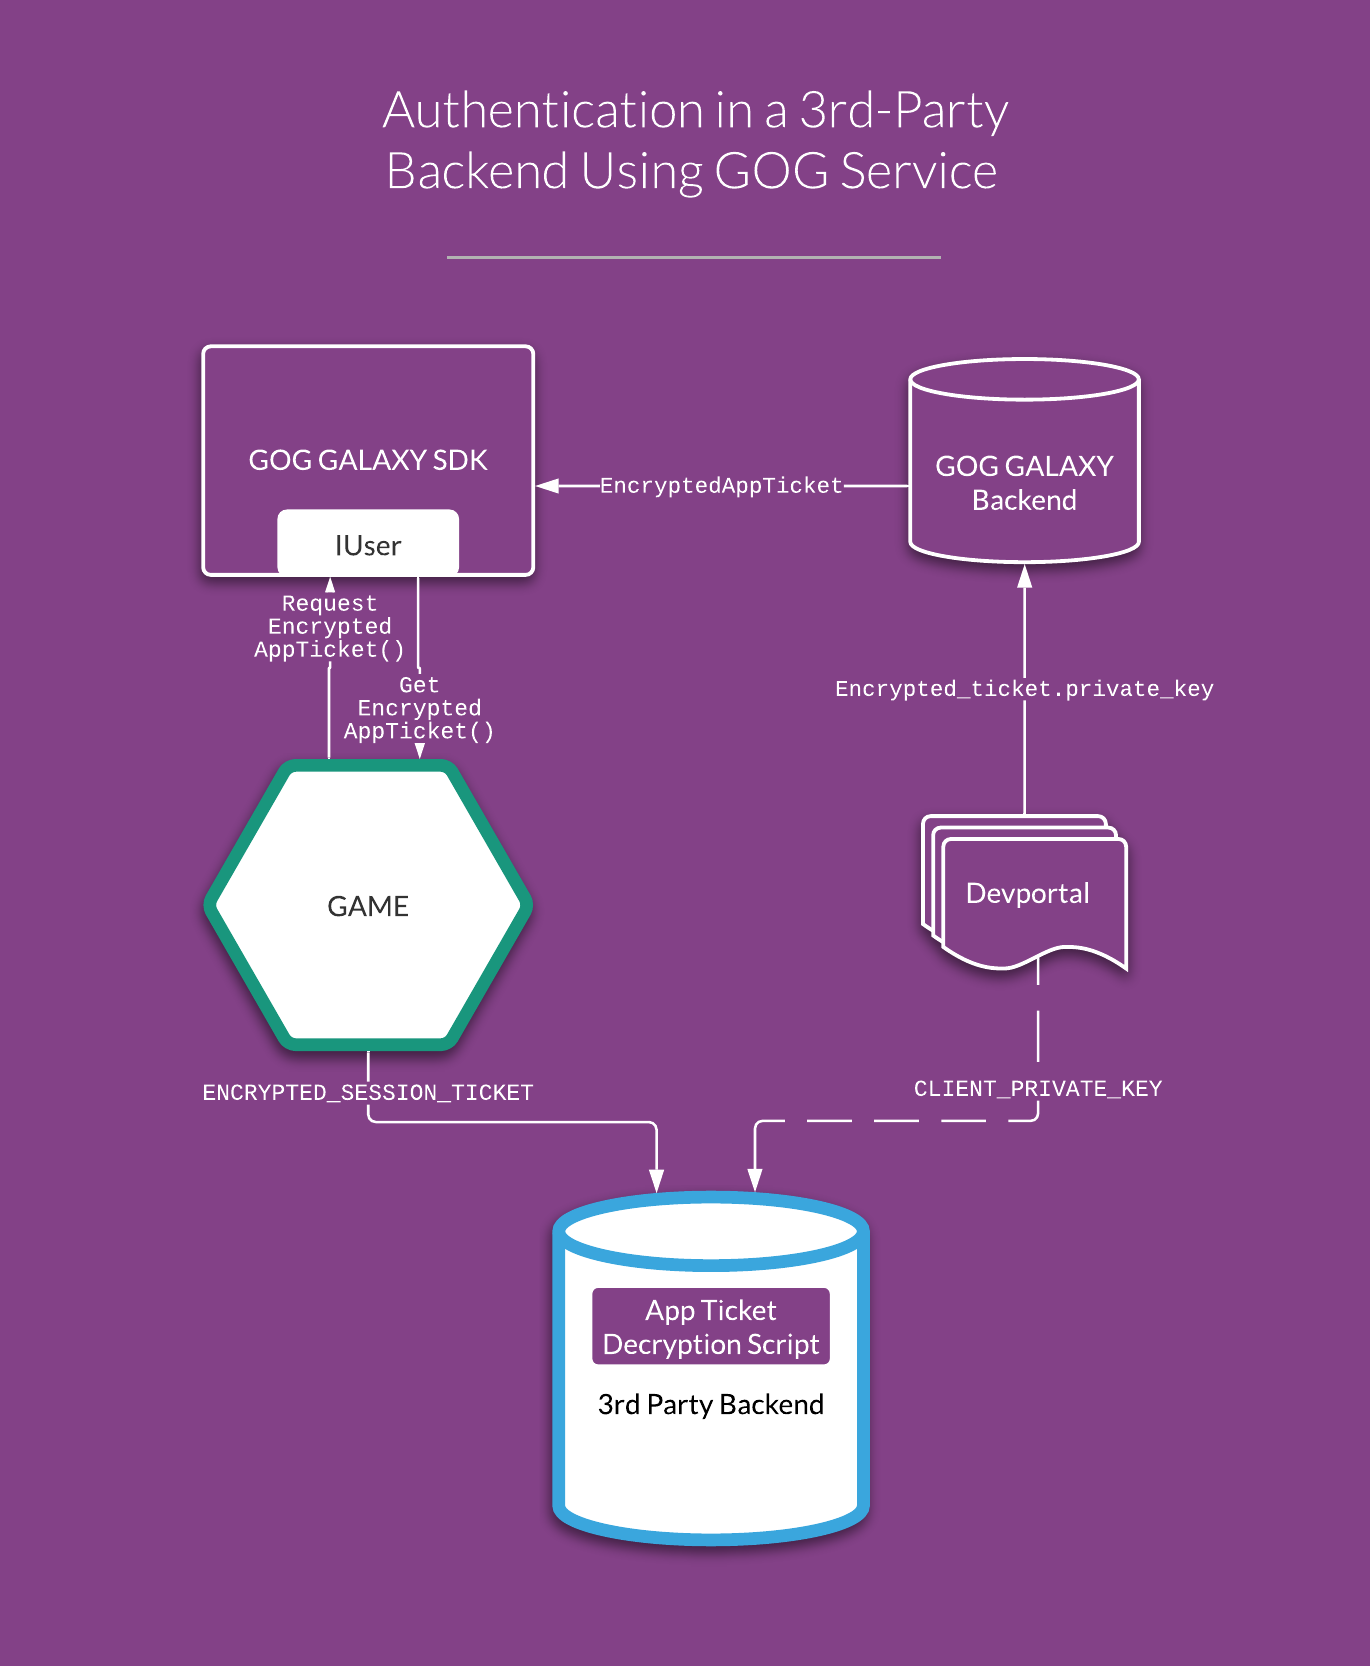 Authentication in a 3rd-Party
Backend Using GOG Service
GOG GALAXY SDK
IUser
EncryptedAppTicket
GOG GALAXY
Backend
Request
Encrypted
AppTicket()
Get
Encrypted
AppTicket()
Encrypted_ticket.private_key
GAME
Devportal
ENCRYPTED_SESSION_TICKET
CLIENT_PRIVATE_KEY
App Ticket
Decryption Script
3rd Party Backend